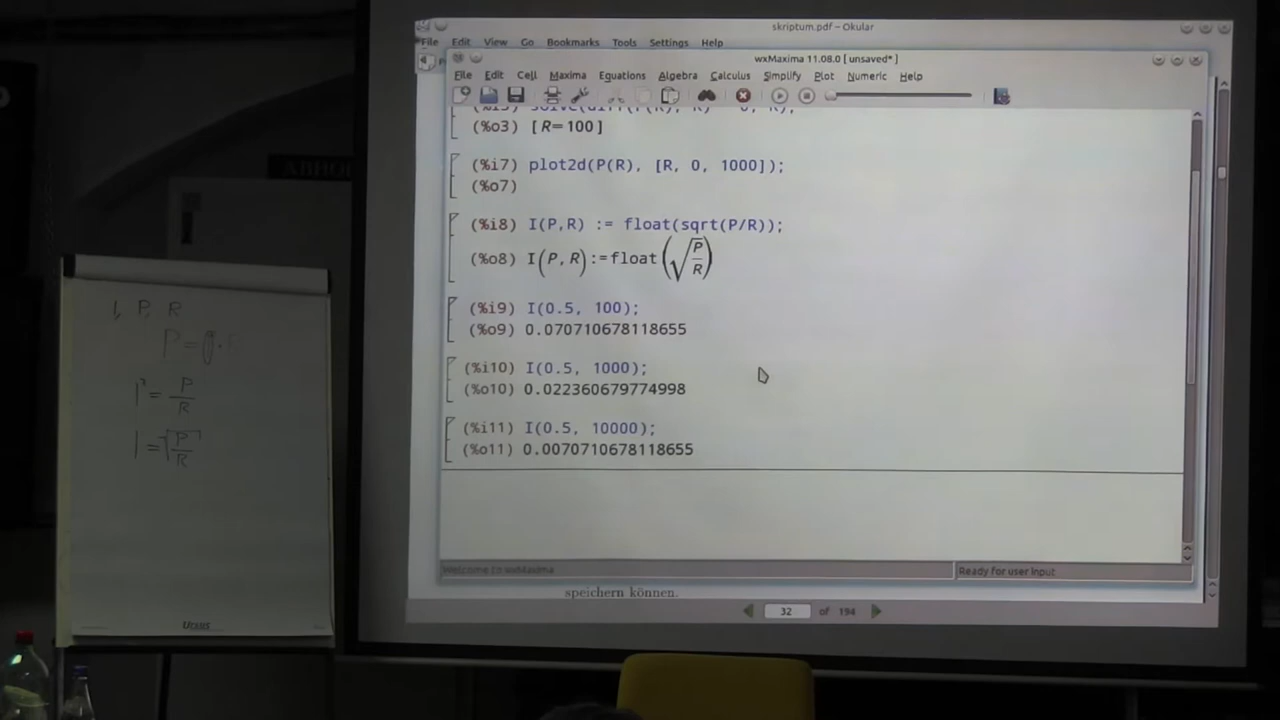 skriptum.pdf – Okular
File Edit View Go Bookmarks Tools Settings Help
wxMaxima 11.08.0 [ unsaved* ]
File Edit Cell Maxima Equations Algebra Calculus Simplify Plot Numeric Help
(%o3) [R=100]
(%i7) plot2d(P(R), [R, 0, 1000]);
(%o7)
(%i8) I(P,R) := float(sqrt(P/R));
(%o8) I(P,R):=float(√(P/R))
(%i9) I(0.5, 100);
(%o9) 0.070710678118655
(%i10) I(0.5, 1000);
(%o10) 0.022360679774998
(%i11) I(0.5, 10000);
(%o11) 0.0070710678118655
Welcome to wxMaxima
Ready for user input
speichern können.
32 of 194
I, P, R
I² = P/R
I = √P/R